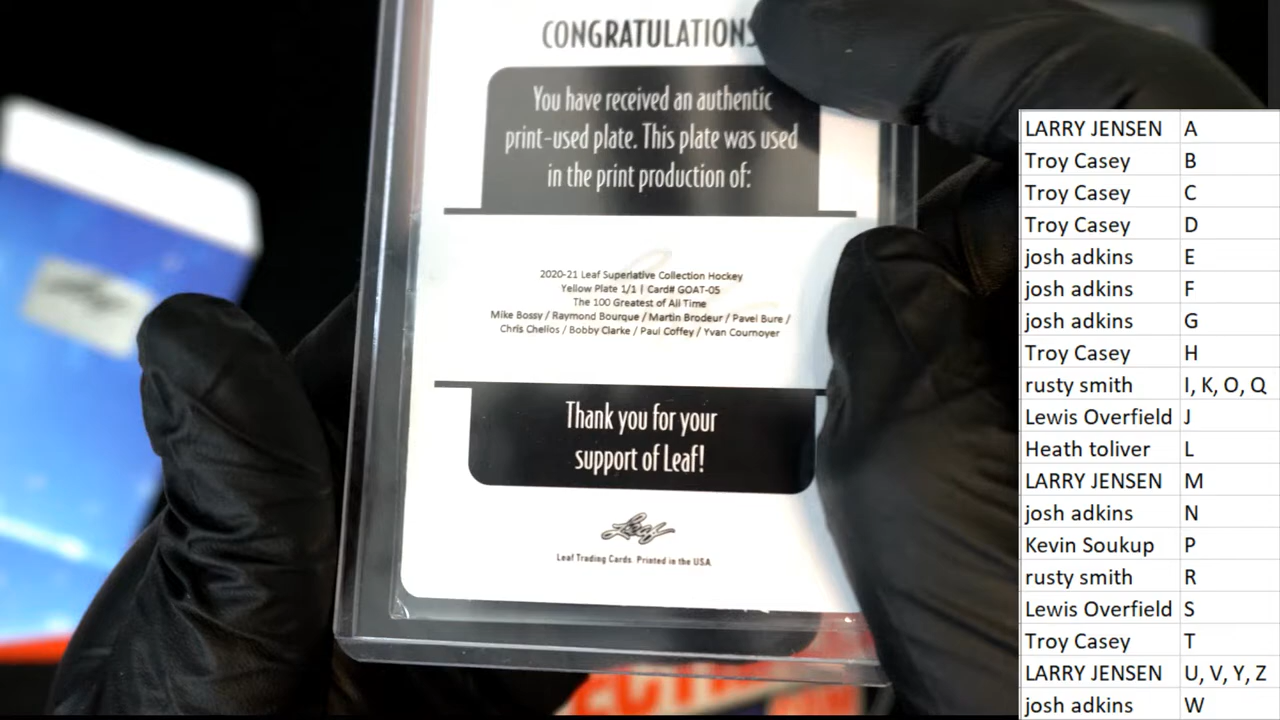 CONGRATULATIONS
You have received an authentic
print-used plate. This plate was used
in the print production of:
2020-21 Leaf Superlative Collection Hockey
Yellow Plate 1/1 | Card# GOAT-05
The 100 Greatest of All Time
Mike Bossy / Raymond Bourque / Martin Brodeur / Pavel Bure /
Chris Chelios / Bobby Clarke / Paul Coffey / Yvan Cournoyer
Thank you for your
support of Leaf!
Leaf
Leaf Trading Cards. Printed in the USA
LARRY JENSEN A
Troy Casey B
Troy Casey C
Troy Casey D
josh adkins E
josh adkins F
josh adkins G
Troy Casey H
rusty smith I, K, O, Q
Lewis Overfield J
Heath toliver L
LARRY JENSEN M
josh adkins N
Kevin Soukup P
rusty smith R
Lewis Overfield S
Troy Casey T
LARRY JENSEN U, V, Y, Z
josh adkins W